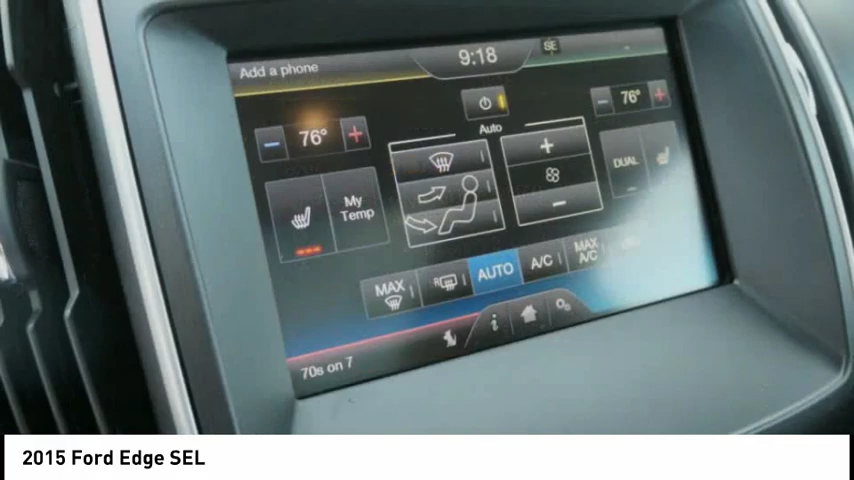 Add a phone
9:18
SE
76°
76°
Auto
My
Temp
DUAL
MAX
R
AUTO
A/C
MAX
A/C
70s on 7
2015 Ford Edge SEL